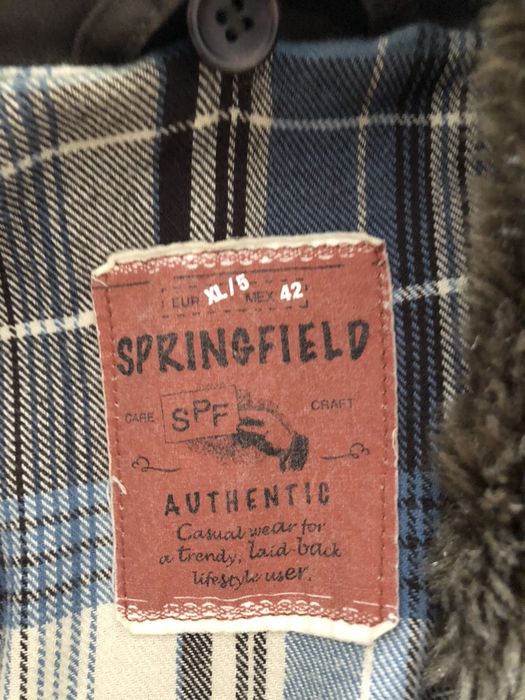 EUR XL/5 MEX 42
SPRINGFIELD
CARE SPF CRAFT
AUTHENTIC
Casual wear for
a trendy, laid-back
lifestyle user.